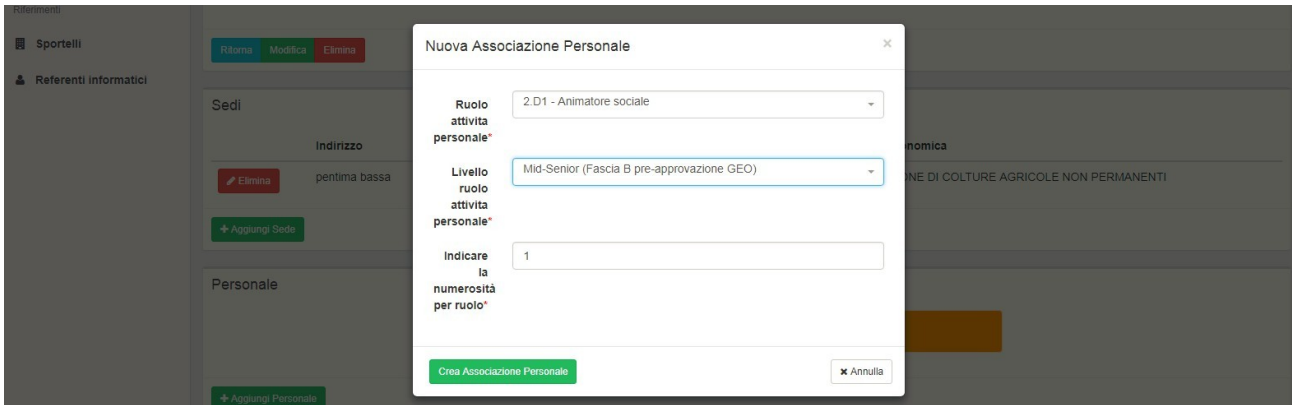 Riferimenti
Sportelli
Referenti informatici
Ritorna Modifica Elimina
Sedi
Indirizzo
nomica
Elimina
pentima bassa
NE DI COLTURE AGRICOLE NON PERMANENTI
+ Aggiungi Sede
Personale
+ Aggiungi Personale
Nuova Associazione Personale ×
Ruolo
attivita
personale*
2.D1 - Animatore sociale
Livello
ruolo
attivita
personale*
Mid-Senior (Fascia B pre-approvazione GEO)
Indicare
la
numerosità
per ruolo*
1
Crea Associazione Personale
× Annulla